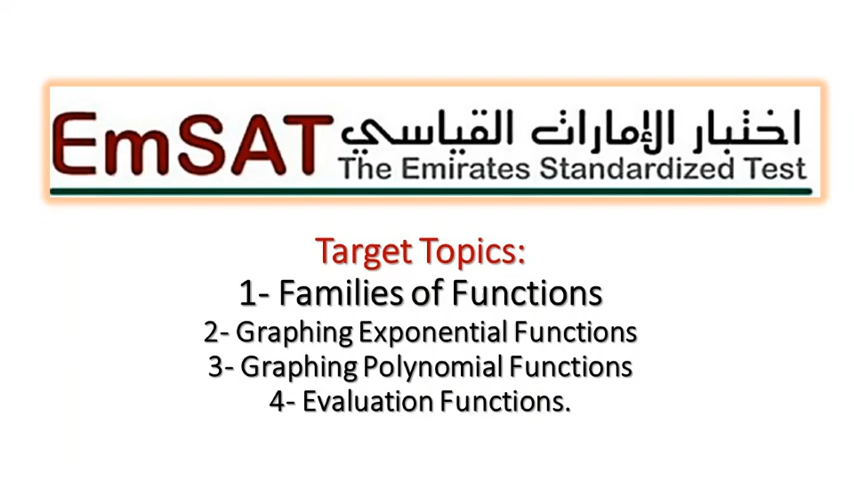 EmSAT اختبار الإمارات القياسي
The Emirates Standardized Test
Target Topics:
1- Families of Functions
2- Graphing Exponential Functions
3- Graphing Polynomial Functions
4- Evaluation Functions.